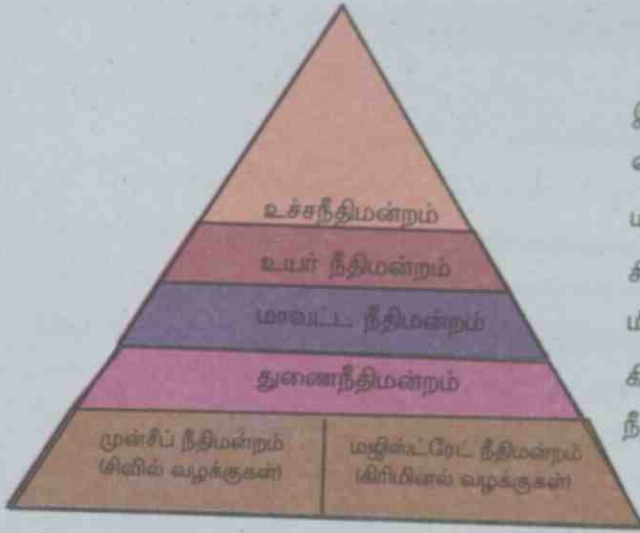 உச்சநீதிமன்றம்
உயர் நீதிமன்றம்
மாவட்ட நீதிமன்றம்
துணைநீதிமன்றம்
முன்சீப் நீதிமன்றம்
(சிவில் வழக்குகள்)
மஜிஸ்ட்ரேட் நீதிமன்றம்
(கிரிமினல் வழக்குகள்)